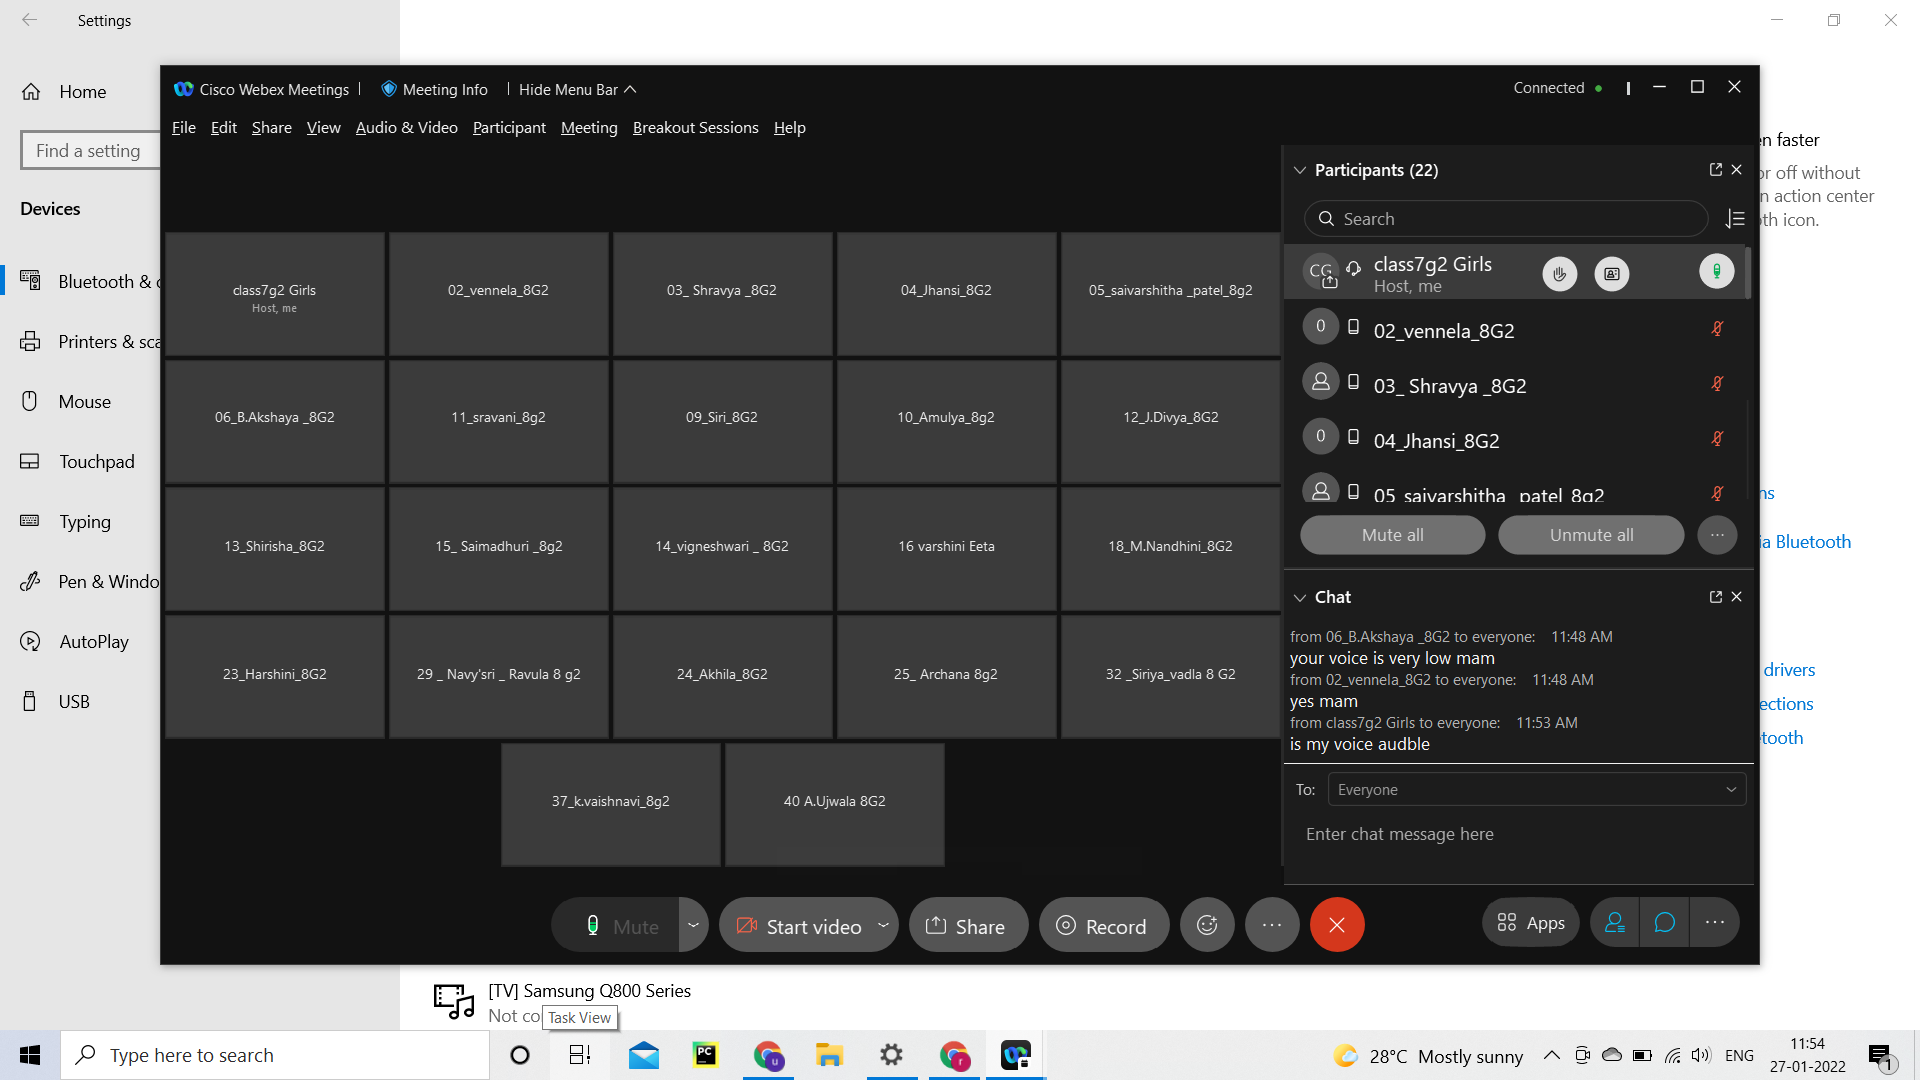 Settings
Home
Find a setting
Devices
Bluetooth &
Printers & sca
Mouse
Touchpad
Typing
Pen & Windo
AutoPlay
USB
Cisco Webex Meetings | Meeting Info | Hide Menu Bar
Connected
File Edit Share View Audio & Video Participant Meeting Breakout Sessions Help
class7g2 Girls
Host, me
02_vennela_8G2
03_ Shravya _8G2
04_Jhansi_8G2
05_saivarshitha _patel_8g2
06_B.Akshaya _8G2
11_sravani_8g2
09_Siri_8G2
10_Amulya_8g2
12_J.Divya_8G2
13_Shirisha_8G2
15_ Saimadhuri _8g2
14_vigneshwari _ 8G2
16 varshini Eeta
18_M.Nandhini_8G2
23_Harshini_8G2
29 _ Navy'sri _ Ravula 8 g2
24_Akhila_8G2
25_ Archana 8g2
32 _Siriya_vadla 8 G2
37_k.vaishnavi_8g2
40 A.Ujwala 8G2
Participants (22)
Search
CG class7g2 Girls
Host, me
0 02_vennela_8G2
03_ Shravya _8G2
0 04_Jhansi_8G2
05_saivarshitha _patel_8g2
Mute all Unmute all ...
Chat
from 06_B.Akshaya _8G2 to everyone: 11:48 AM
your voice is very low mam
from 02_vennela_8G2 to everyone: 11:48 AM
yes mam
from class7g2 Girls to everyone: 11:53 AM
is my voice audble
To: Everyone
Enter chat message here
Mute Start video Share Record ... Apps ...
en faster
or off without
n action center
oth icon.
ns
ia Bluetooth
drivers
ections
etooth
[TV] Samsung Q800 Series
Not co
Task View
Type here to search
PC
u
r
28°C Mostly sunny
ENG
11:54
27-01-2022
1